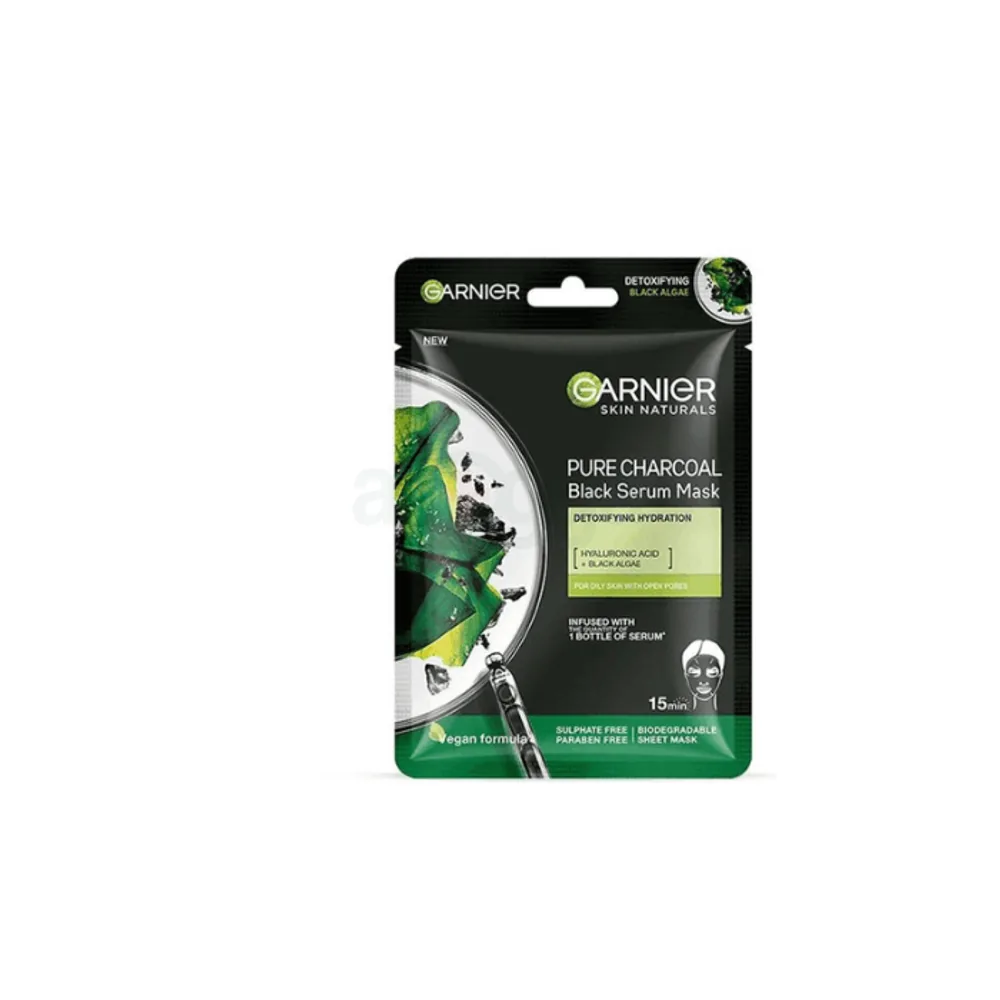 GARNIER
DETOXIFYING
BLACK ALGAE
NEW
GARNIER
SKIN NATURALS
PURE CHARCOAL
Black Serum Mask
DETOXIFYING HYDRATION
[ HYALURONIC ACID
+ BLACK ALGAE ]
FOR OILY SKIN WITH OPEN PORES
INFUSED WITH
THE QUANTITY OF
1 BOTTLE OF SERUM*
15min.
Vegan formula*
SULPHATE FREE | BIODEGRADABLE
PARABEN FREE | SHEET MASK